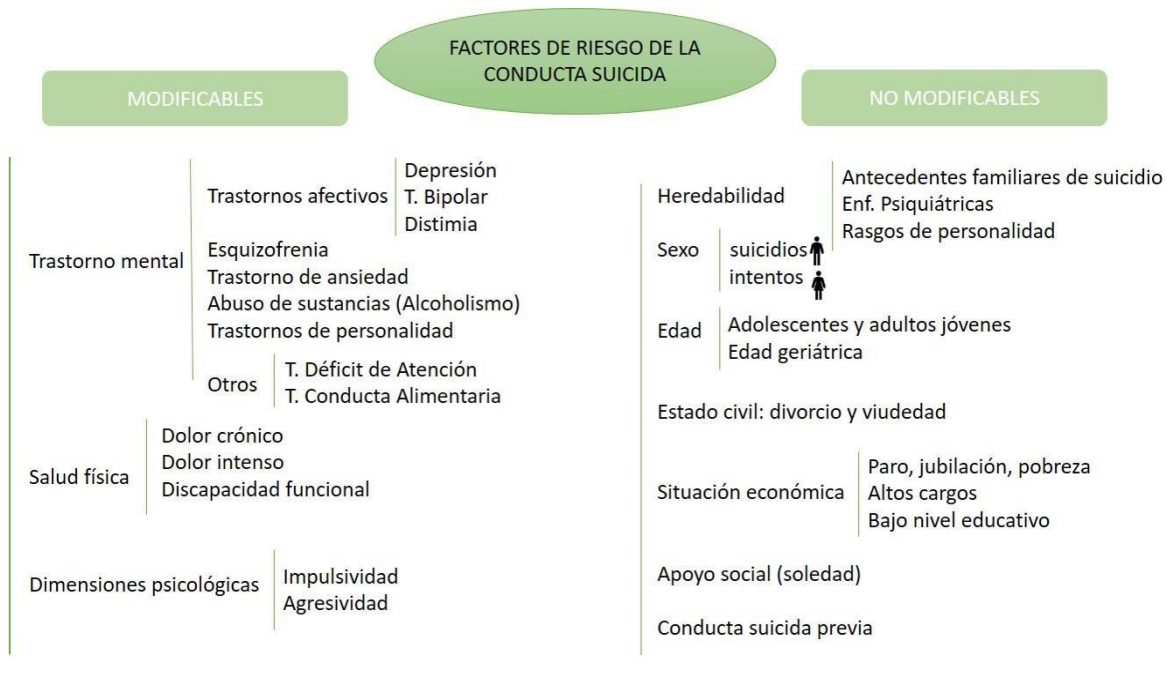 FACTORES DE RIESGO DE LA
CONDUCTA SUICIDA
MODIFICABLES
Trastorno mental
Trastornos afectivos
Depresión
T. Bipolar
Distimia
Esquizofrenia
Trastorno de ansiedad
Abuso de sustancias (Alcoholismo)
Trastornos de personalidad
Otros
T. Déficit de Atención
T. Conducta Alimentaria
Salud física
Dolor crónico
Dolor intenso
Discapacidad funcional
Dimensiones psicológicas
Impulsividad
Agresividad
NO MODIFICABLES
Heredabilidad
Antecedentes familiares de suicidio
Enf. Psiquiátricas
Rasgos de personalidad
Sexo
suicidios
intentos
Edad
Adolescentes y adultos jóvenes
Edad geriátrica
Estado civil: divorcio y viudedad
Situación económica
Paro, jubilación, pobreza
Altos cargos
Bajo nivel educativo
Apoyo social (soledad)
Conducta suicida previa